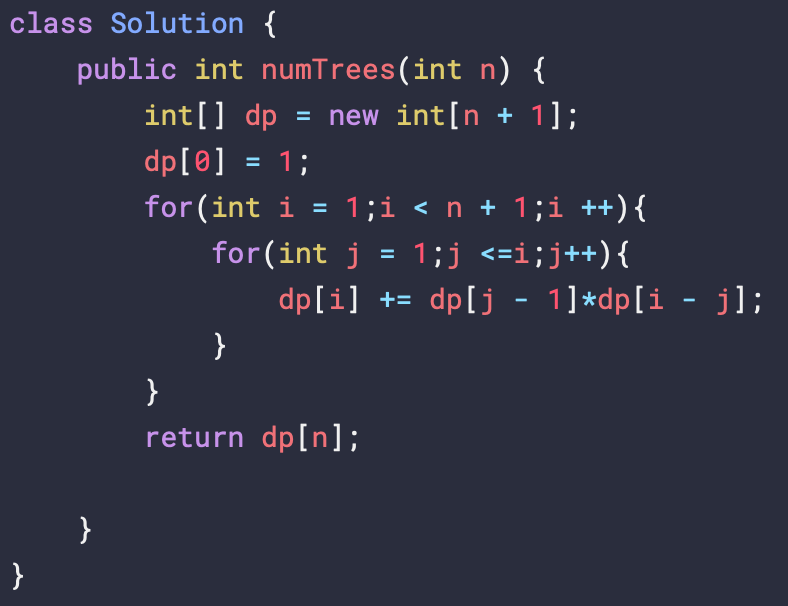 class Solution {
    public int numTrees(int n) {
        int[] dp = new int[n + 1];
        dp[0] = 1;
        for(int i = 1;i < n + 1;i ++){
            for(int j = 1;j <=i;j++){
                dp[i] += dp[j - 1]*dp[i - j];
            }
        }
        return dp[n];
    }
}